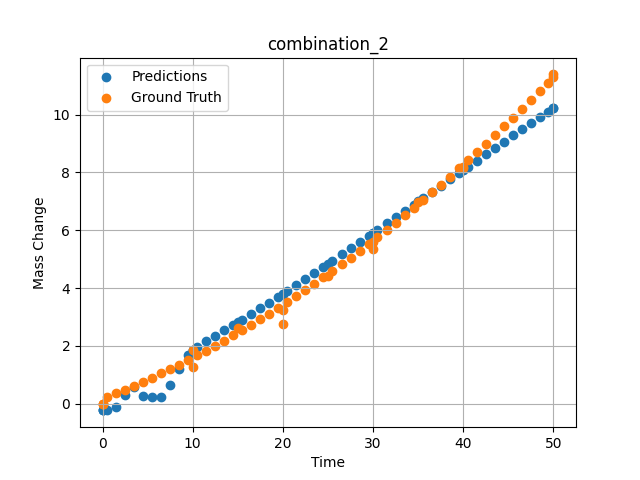 combination_2
Predictions
Ground Truth
10
8
6
4
2
0
Mass Change
0 10 20 30 40 50
Time